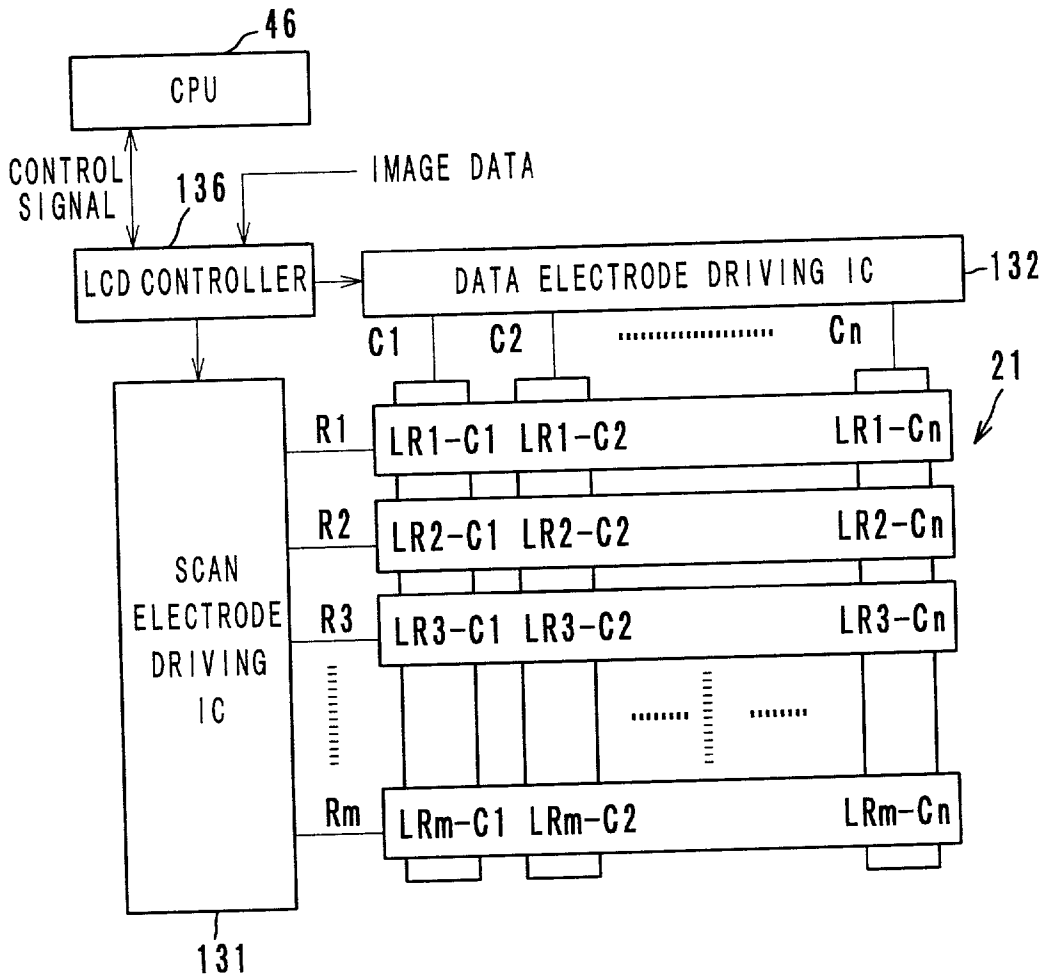 46
CPU
CONTROL
SIGNAL
136
IMAGE DATA
LCD CONTROLLER
DATA ELECTRODE DRIVING IC
132
C1
C2
Cn
21
R1
LR1-C1
LR1-C2
LR1-Cn
R2
LR2-C1
LR2-C2
LR2-Cn
SCAN
ELECTRODE
DRIVING
IC
R3
LR3-C1
LR3-C2
LR3-Cn
Rm
LRm-C1
LRm-C2
LRm-Cn
131